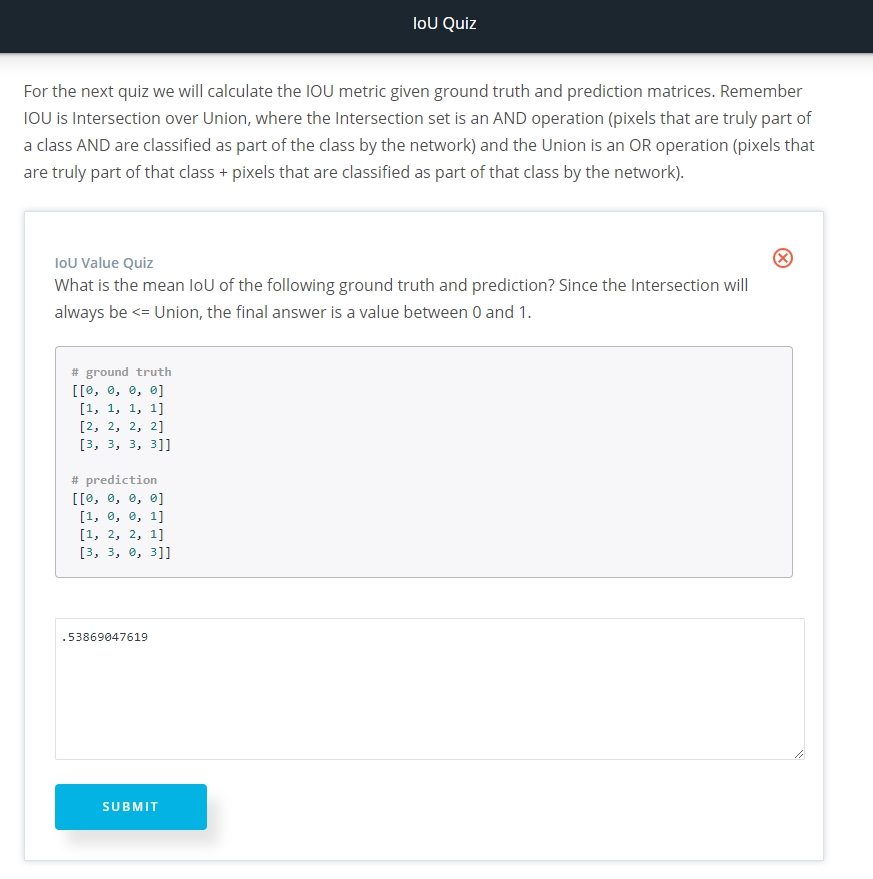 IoU Quiz
For the next quiz we will calculate the IOU metric given ground truth and prediction matrices. Remember
IOU is Intersection over Union, where the Intersection set is an AND operation (pixels that are truly part of
a class AND are classified as part of the class by the network) and the Union is an OR operation (pixels that
are truly part of that class + pixels that are classified as part of that class by the network).
IoU Value Quiz
What is the mean IoU of the following ground truth and prediction? Since the Intersection will
always be <= Union, the final answer is a value between 0 and 1.
# ground truth
[[0, 0, 0, 0]
[1, 1, 1, 1]
[2, 2, 2, 2]
[3, 3, 3, 3]]
# prediction
[[0, 0, 0, 0]
[1, 0, 0, 1]
[1, 2, 2, 1]
[3, 3, 0, 3]]
.53869047619
SUBMIT